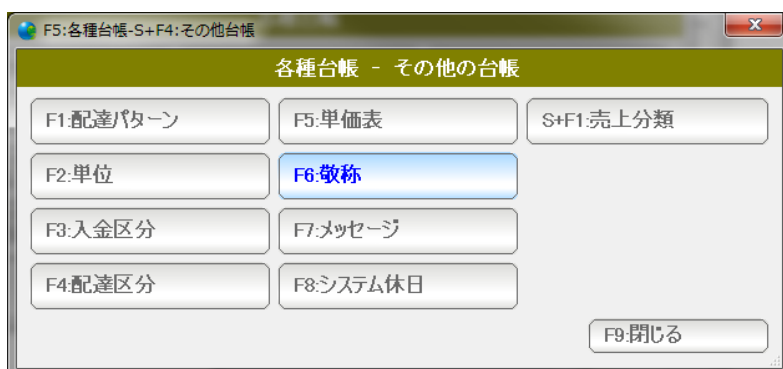 F5:各種台帳-S+F4:その他台帳
各種台帳 - その他の台帳
F1:配達パターン
F5:単価表
S+F1:売上分類
F2:単位
F6:敬称
F3:入金区分
F7:メッセージ
F4:配達区分
F8:システム休日
F9:閉じる